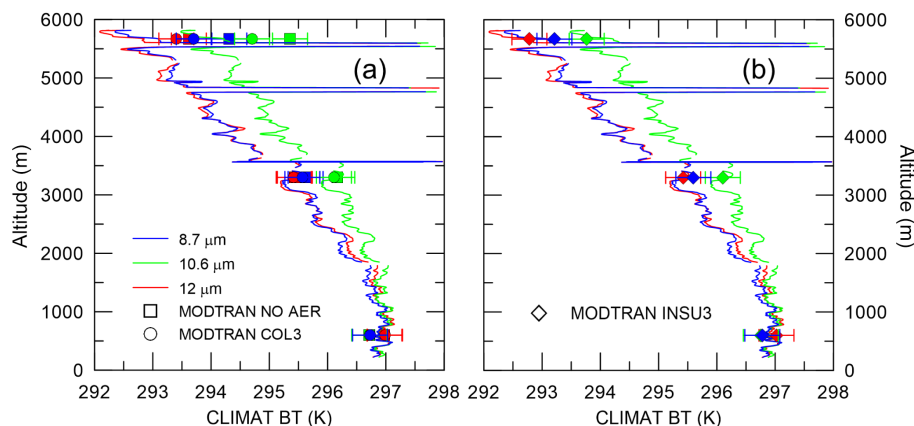 6000
5000
4000
3000
2000
1000
0
Altitude (m)
(a)
8.7 μm
10.6 μm
12 μm
MODTRAN NO AER
MODTRAN COL3
292 293 294 295 296 297 298
CLIMAT BT (K)
(b)
MODTRAN INSU3
292 293 294 295 296 297 298
CLIMAT BT (K)
6000
5000
4000
3000
2000
1000
0
Altitude (m)